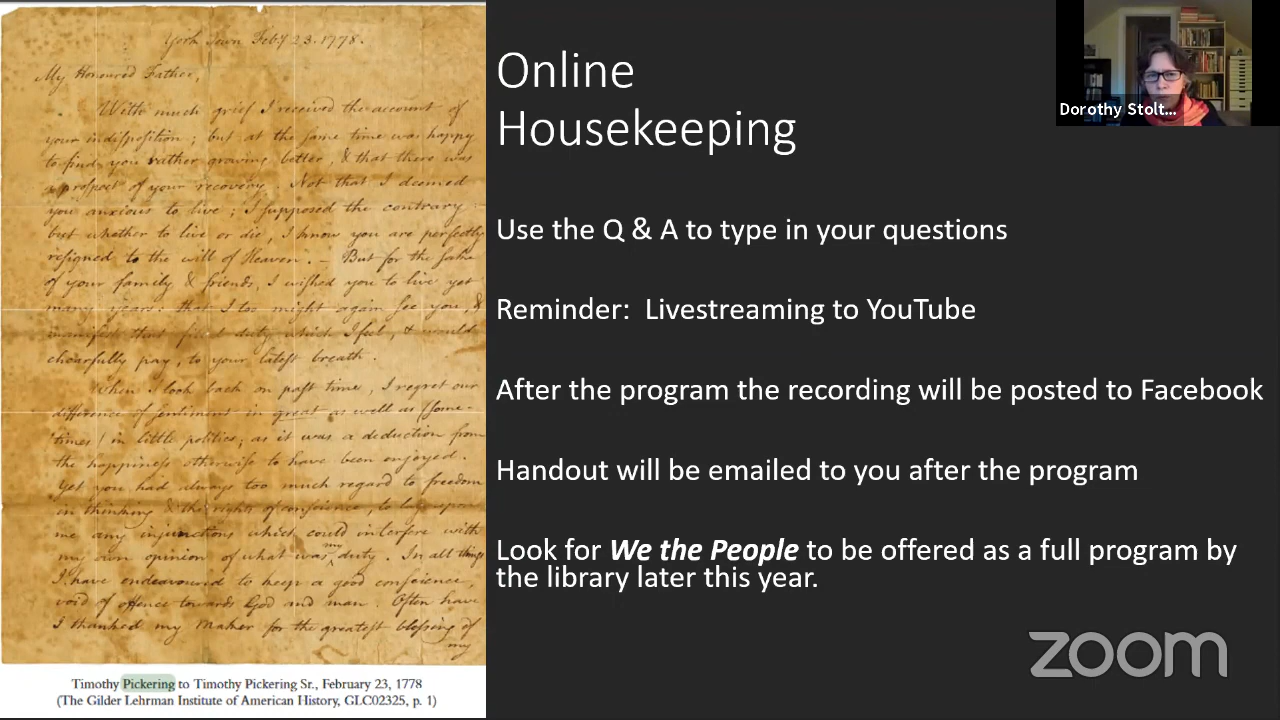 York Town Feby 23. 1778.
My Honoured Father,
With much grief I received the account of
your indisposition; but at the same time was happy
to find you rather growing better, & that there was
a prospect of your recovery. Not that I deemed
you anxious to live; I supposed the contrary:
but whether to live or die, I know you are perfectly
resigned to the will of Heaven. — But for the sake
of your family & friends, I wished you to live yet
many years: that I too might again see you, &
manifest that filial duty which I feel, & would
chearfully pay, to your latest breath.
When I look back on past time, I regret our
difference of sentiment in great as well as (some-
times) in little politics; as it was a deduction from
the happiness otherwise to have been enjoyed.
Yet you had always too much regard to freedom
in thinking & the rights of conscience, to lay upon
me any injunctions which could interfere with
my own opinion of what was my duty. In all things
I have endeavoured to keep a good conscience,
void of offence towards God and man. Often have
I thanked my Maker for the greatest blessing of
my
Timothy Pickering to Timothy Pickering Sr., February 23, 1778
(The Gilder Lehrman Institute of American History, GLC02325, p. 1)
Online
Housekeeping
Use the Q & A to type in your questions
Reminder:  Livestreaming to YouTube
After the program the recording will be posted to Facebook
Handout will be emailed to you after the program
Look for We the People to be offered as a full program by
the library later this year.
Dorothy Stolt...
zoom